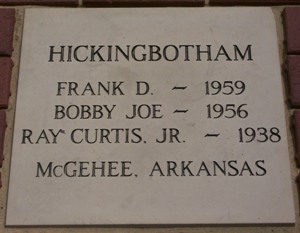 HICKINGBOTHAM
FRANK D. ~ 1959
BOBBY JOE ~ 1956
RAY CURTIS, JR. ~ 1938
McGEHEE, ARKANSAS